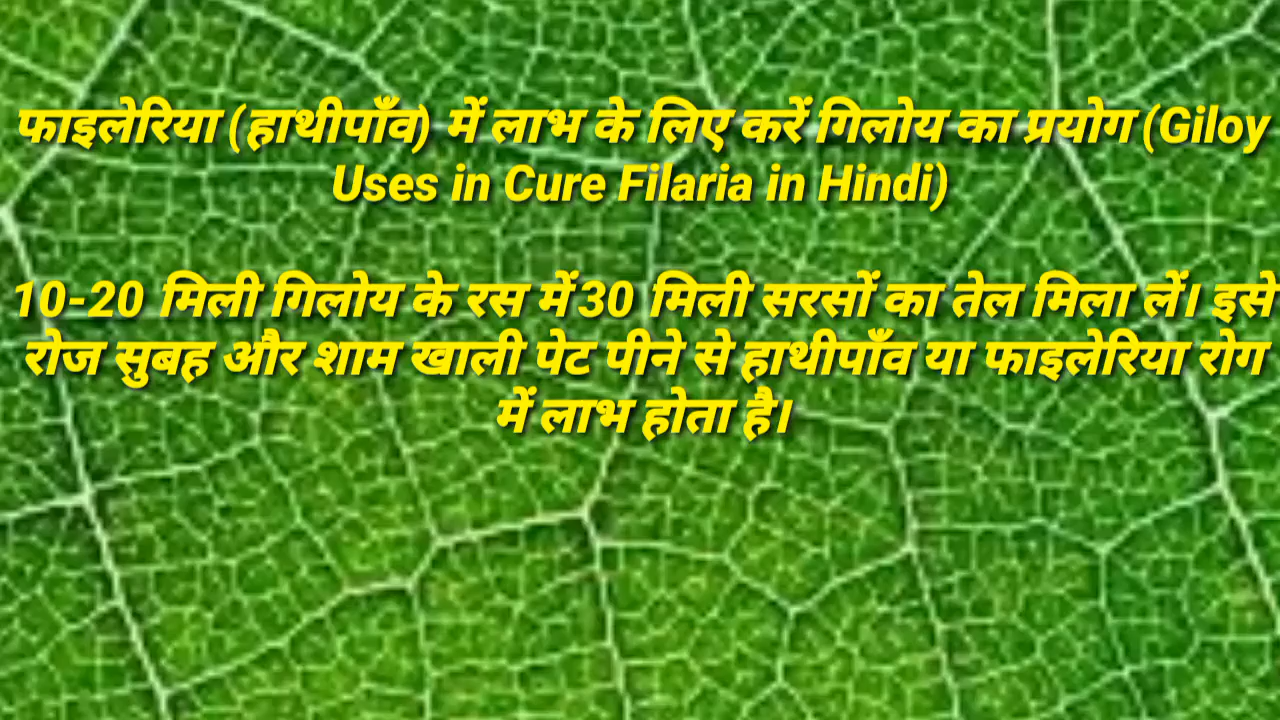 फाइलेरिया (हाथीपाँव) में लाभ के लिए करें गिलोय का प्रयोग (Giloy
Uses in Cure Filaria in Hindi)
10-20 मिली गिलोय के रस में 30 मिली सरसों का तेल मिला लें। इसे
रोज सुबह और शाम खाली पेट पीने से हाथीपाँव या फाइलेरिया रोग
में लाभ होता है।